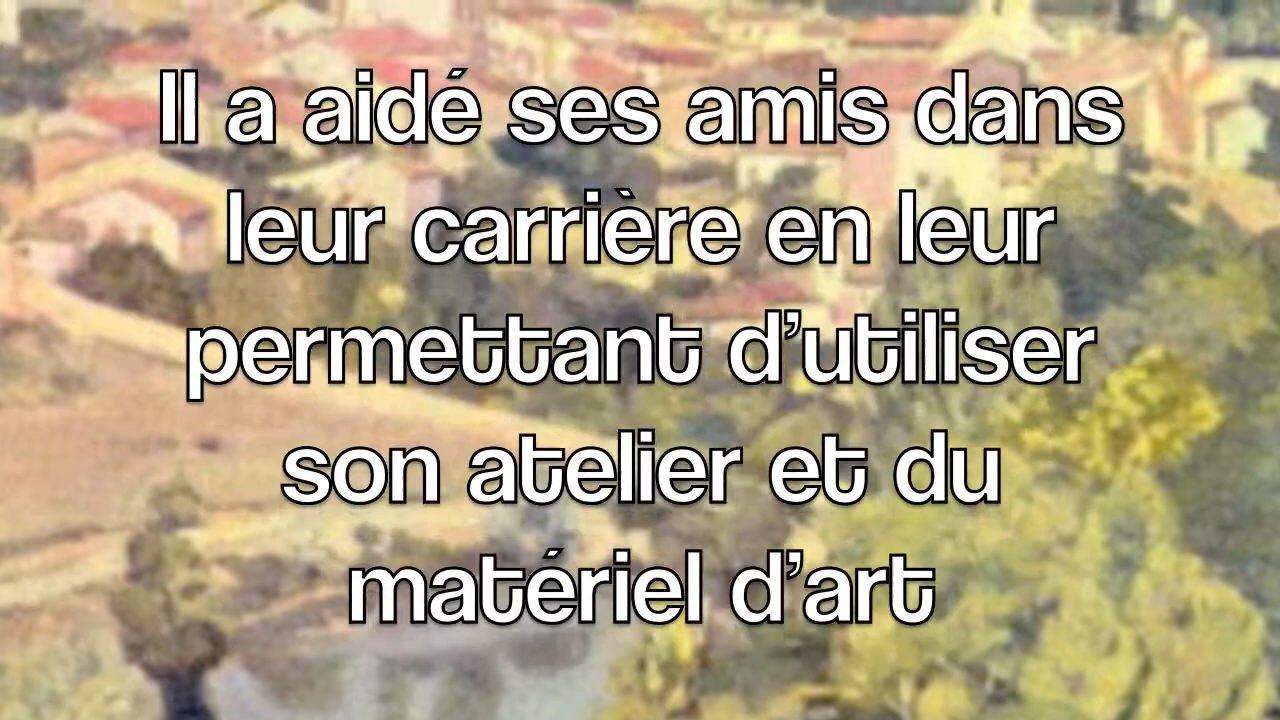 Il a aidé ses amis dans
leur carrière en leur
permettant d’utiliser
son atelier et du
matériel d’art